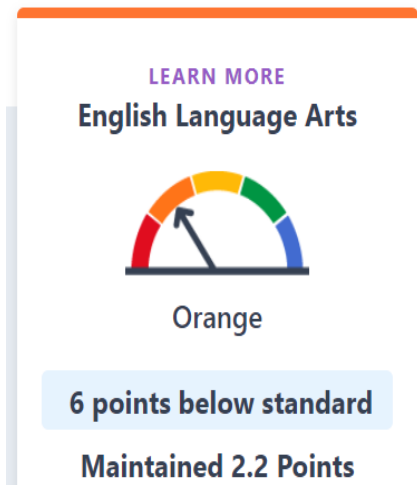 LEARN MORE
English Language Arts
Orange
6 points below standard
Maintained 2.2 Points